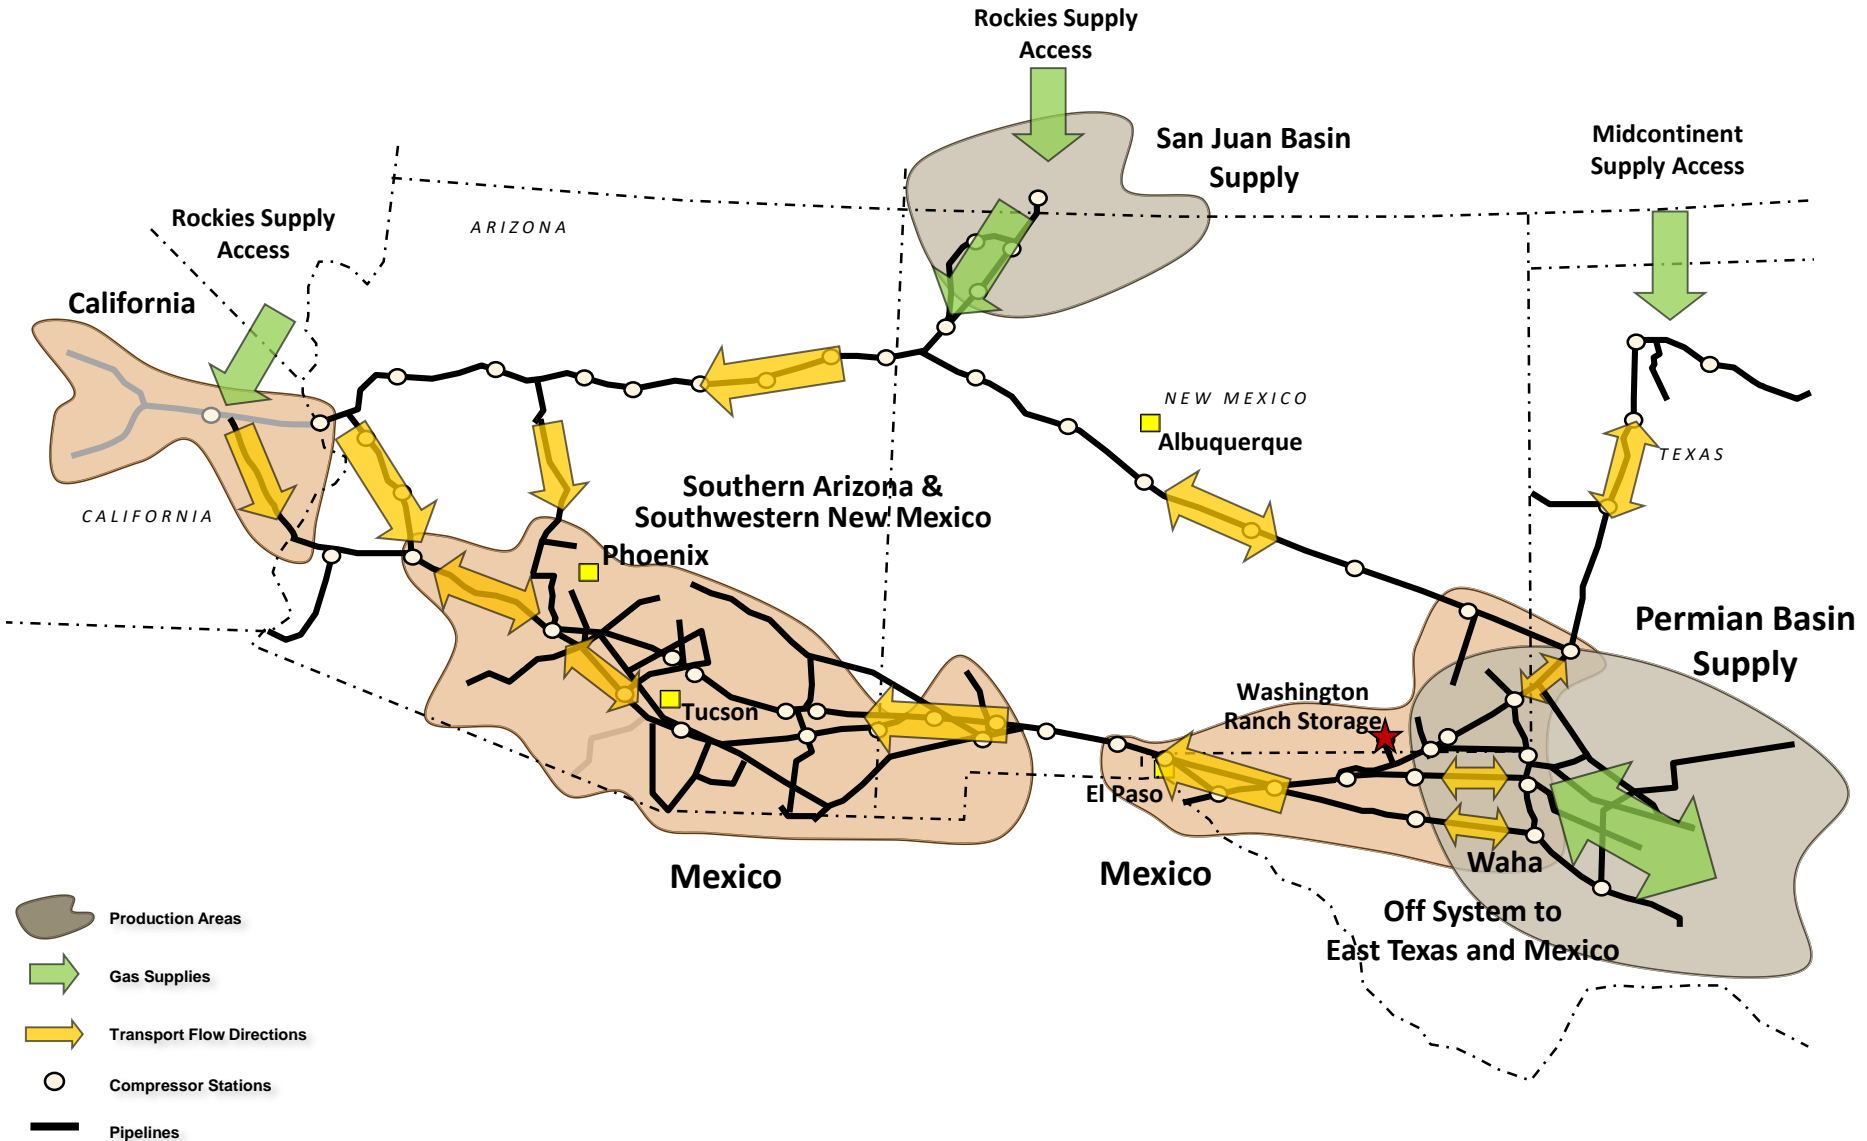 Rockies Supply
Access
San Juan Basin
Supply
Midcontinent
Supply Access
Rockies Supply
Access
ARIZONA
California
NEW MEXICO
Albuquerque
TEXAS
CALIFORNIA
Southern Arizona &
Southwestern New Mexico
Phoenix
Permian Basin
Supply
Washington
Ranch Storage
Tucson
El Paso
Waha
Mexico
Mexico
Off System to
East Texas and Mexico
Production Areas
Gas Supplies
Transport Flow Directions
Compressor Stations
Pipelines